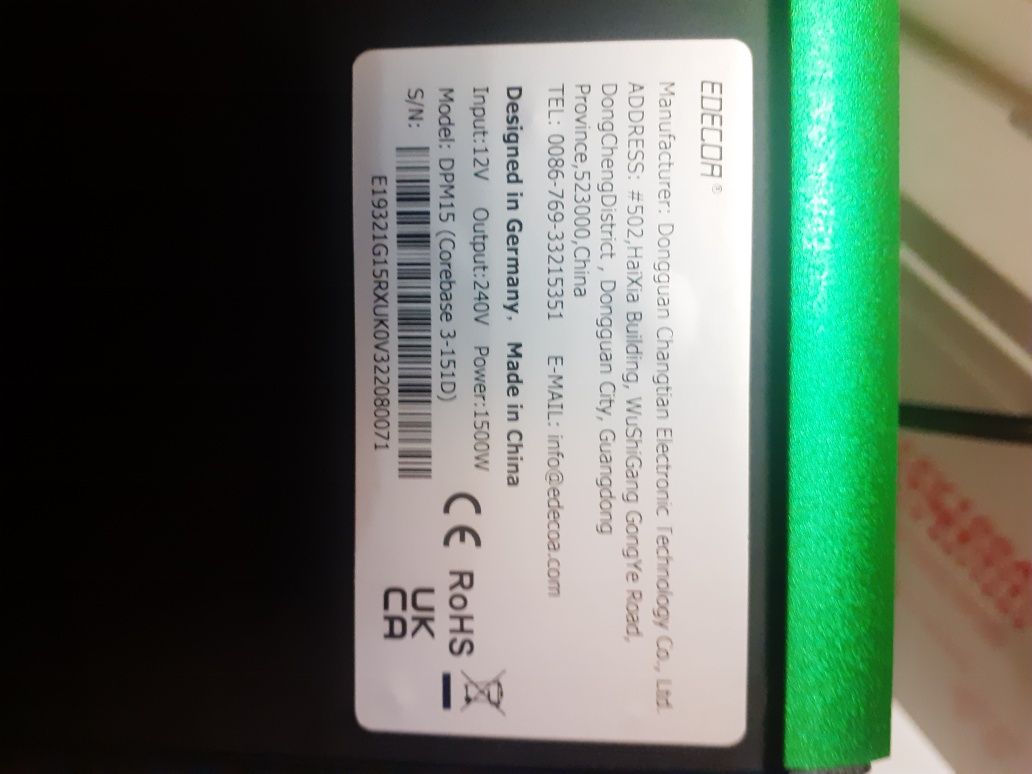 EDECOA®
Manufacturer: Dongguan Changtian Electronic Technology Co., Ltd.
ADDRESS: #502,HaiXia Building, WuShiGang GongYe Road,
DongChengDistrict , Dongguan City, Guangdong
Province,523000,China
TEL: 0086-769-33215351 E-MAIL: info@edecoa.com
Designed in Germany, Made in China
Input:12V Output:240V Power:1500W
Model: DPM15 (Corebase 3-151D)
S/N:
E19321G15RXUK0V322080071
CE RoHS
UK
CA